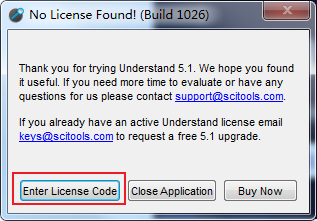 No License Found! (Build 1026)
Thank you for trying Understand 5.1. We hope you found
it useful. If you need more time to evaluate or have any
questions for us please contact support@scitools.com.
If you already have an active Understand license email
keys@scitools.com to request a free 5.1 upgrade.
Enter License Code Close Application Buy Now